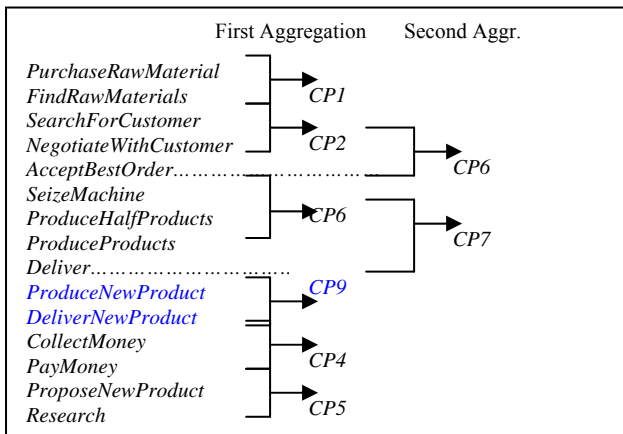 First Aggregation Second Aggr.
PurchaseRawMaterial
CP1
FindRawMaterials
SearchForCustomer
CP2
NegotiateWithCustomer
AcceptBestOrder……………………………
CP6
SeizeMachine
ProduceHalfProducts
CP6
ProduceProducts
CP7
Deliver…………………………..
ProduceNewProduct
CP9
DeliverNewProduct
CollectMoney
CP4
PayMoney
ProposeNewProduct
CP5
Research